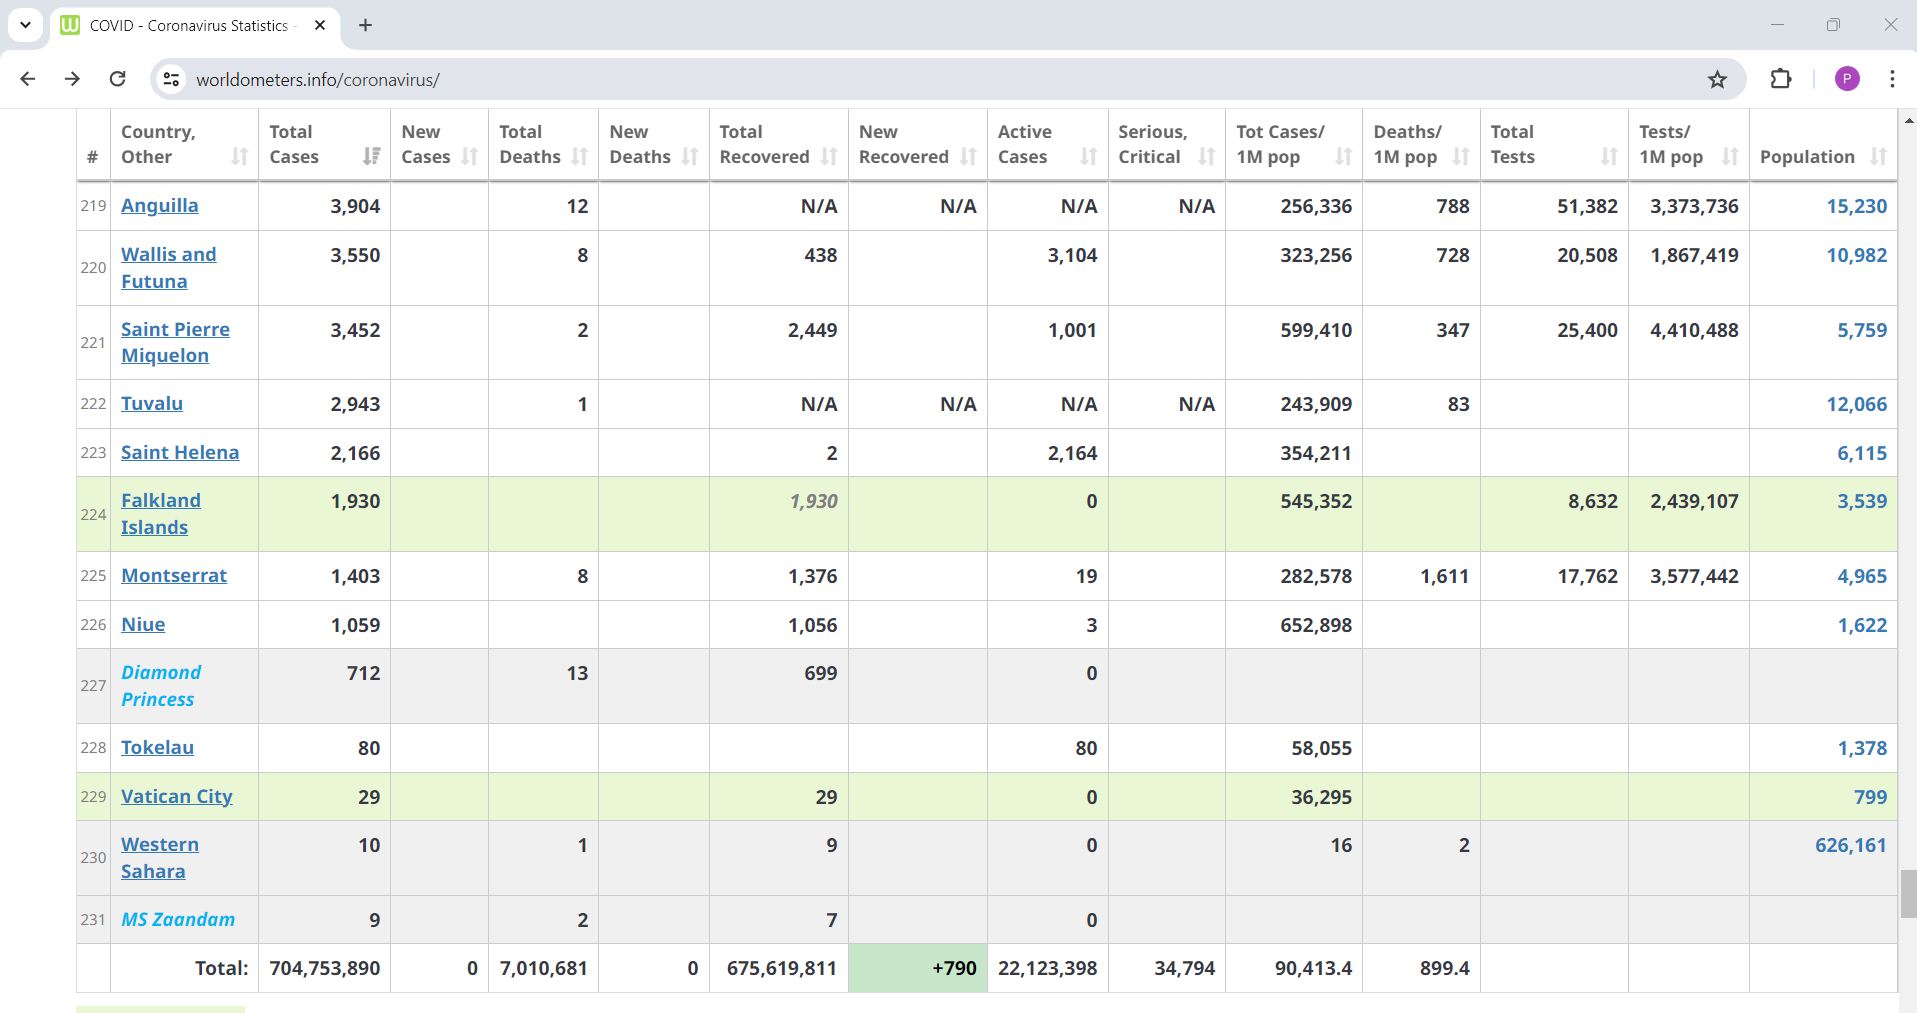 COVID - Coronavirus Statistics -
worldometers.info/coronavirus/
P
# Country, Other Total Cases New Cases Total Deaths New Deaths Total Recovered New Recovered Active Cases Serious, Critical Tot Cases/ 1M pop Deaths/ 1M pop Total Tests Tests/ 1M pop Population
219 Anguilla 3,904 12 N/A N/A N/A N/A 256,336 788 51,382 3,373,736 15,230
220 Wallis and Futuna 3,550 8 438 3,104 323,256 728 20,508 1,867,419 10,982
221 Saint Pierre Miquelon 3,452 2 2,449 1,001 599,410 347 25,400 4,410,488 5,759
222 Tuvalu 2,943 1 N/A N/A N/A N/A 243,909 83 12,066
223 Saint Helena 2,166 2 2,164 354,211 6,115
224 Falkland Islands 1,930 1,930 0 545,352 8,632 2,439,107 3,539
225 Montserrat 1,403 8 1,376 19 282,578 1,611 17,762 3,577,442 4,965
226 Niue 1,059 1,056 3 652,898 1,622
227 Diamond Princess 712 13 699 0
228 Tokelau 80 80 58,055 1,378
229 Vatican City 29 29 0 36,295 799
230 Western Sahara 10 1 9 0 16 2 626,161
231 MS Zaandam 9 2 7 0
Total: 704,753,890 0 7,010,681 0 675,619,811 +790 22,123,398 34,794 90,413.4 899.4